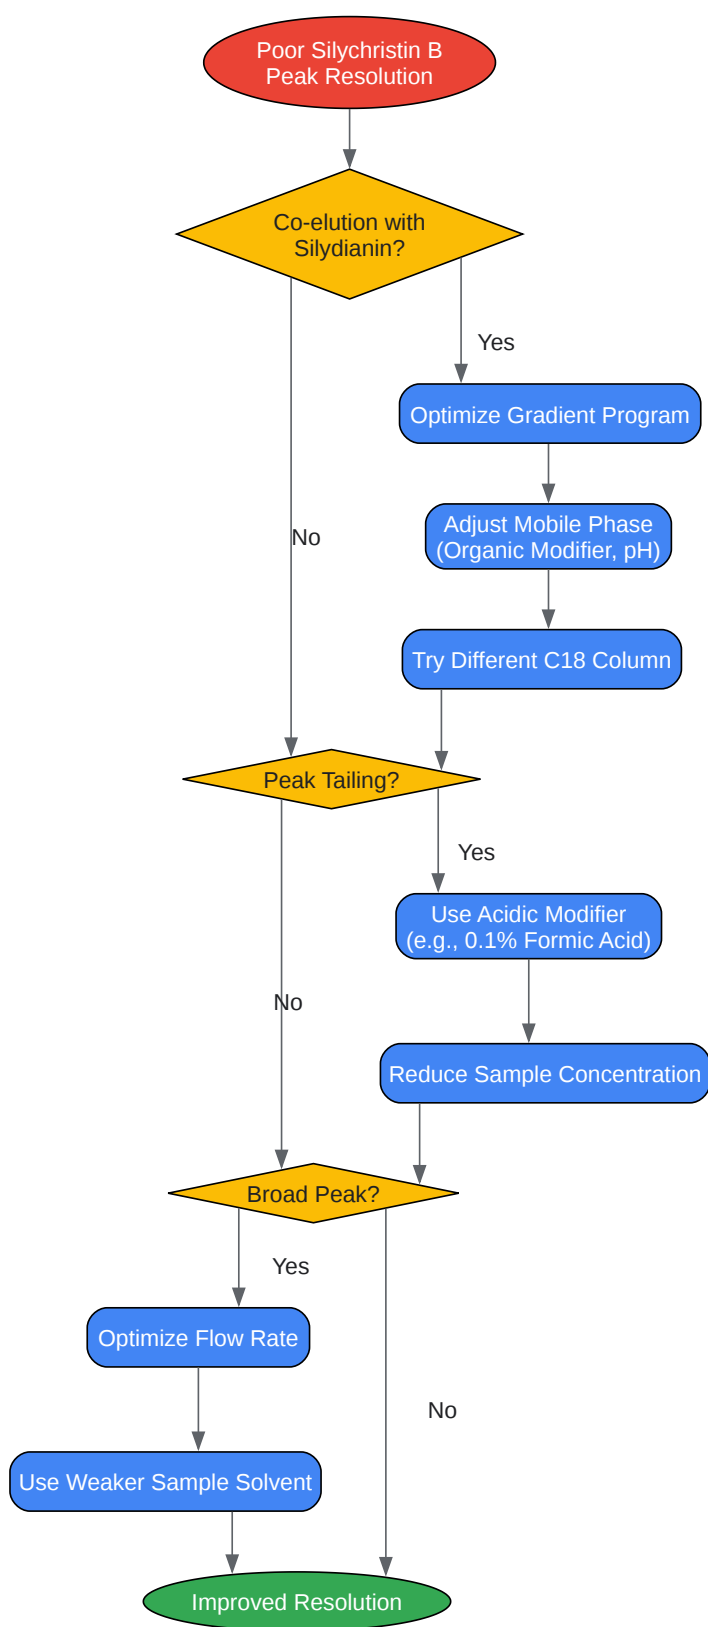 Poor Silychristin B
Peak Resolution
Co-elution with
Silydianin?
Yes
Optimize Gradient Program
Adjust Mobile Phase
(Organic Modifier, pH)
No
Try Different C18 Column
Peak Tailing?
Yes
Use Acidic Modifier
(e.g., 0.1% Formic Acid)
No
Reduce Sample Concentration
Broad Peak?
Yes
Optimize Flow Rate
No
Use Weaker Sample Solvent
Improved Resolution